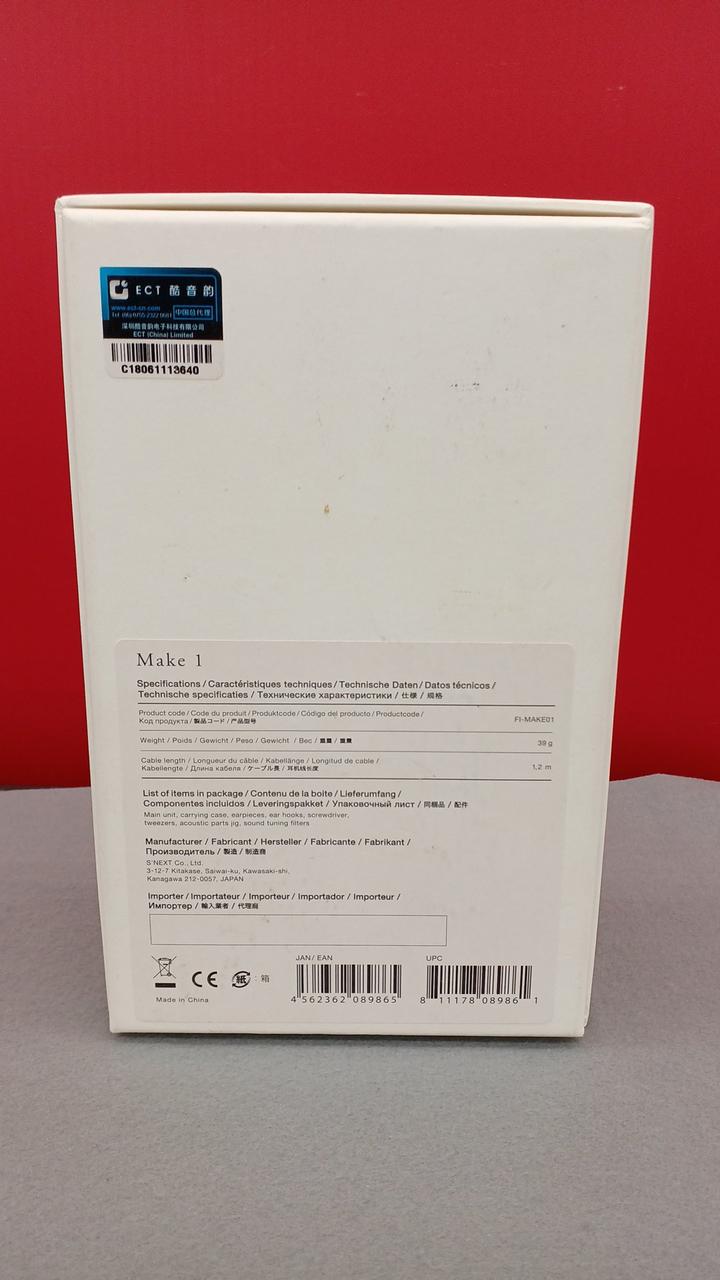 ECT 酷音韵
www.ect-cn.com
Tel (86) 0755-2322 0681 中国总代理
深圳酷音韵电子科技有限公司
ECT (China) Limited
C18061113640
Make 1
Specifications / Caractéristiques techniques / Technische Daten / Datos técnicos /
Technische specificaties / Технические характеристики / 仕様 / 规格
Product code / Code du produit / Produktcode / Código del producto / Productcode /
Код продукта / 製品コード / 产品型号
FI-MAKE01
Weight / Poids / Gewicht / Peso / Gewicht / Вес / 重量 / 重量
39 g
Cable length / Longueur du câble / Kabellänge / Longitud de cable /
Kabellengte / Длина кабеля / ケーブル長 / 耳机线长度
1,2 m
List of items in package / Contenu de la boîte / Lieferumfang /
Componentes incluidos / Leveringspakket / Упаковочный лист / 同梱品 / 配件
Main unit, carrying case, earpieces, ear hooks, screwdriver,
tweezers, acoustic parts jig, sound tuning filters
Manufacturer / Fabricant / Hersteller / Fabricante / Fabrikant /
Производитель / 製造 / 制造商
S'NEXT Co., Ltd.
3-12-7 Kitakase, Saiwai-ku, Kawasaki-shi,
Kanagawa 212-0057, JAPAN
Importer / Importateur / Importeur / Importador / Importeur /
Импортер / 輸入業者 / 代理商
CE 紙 : 箱
Made in China
JAN / EAN
4 562362 089865
UPC
8 11178 08986 1